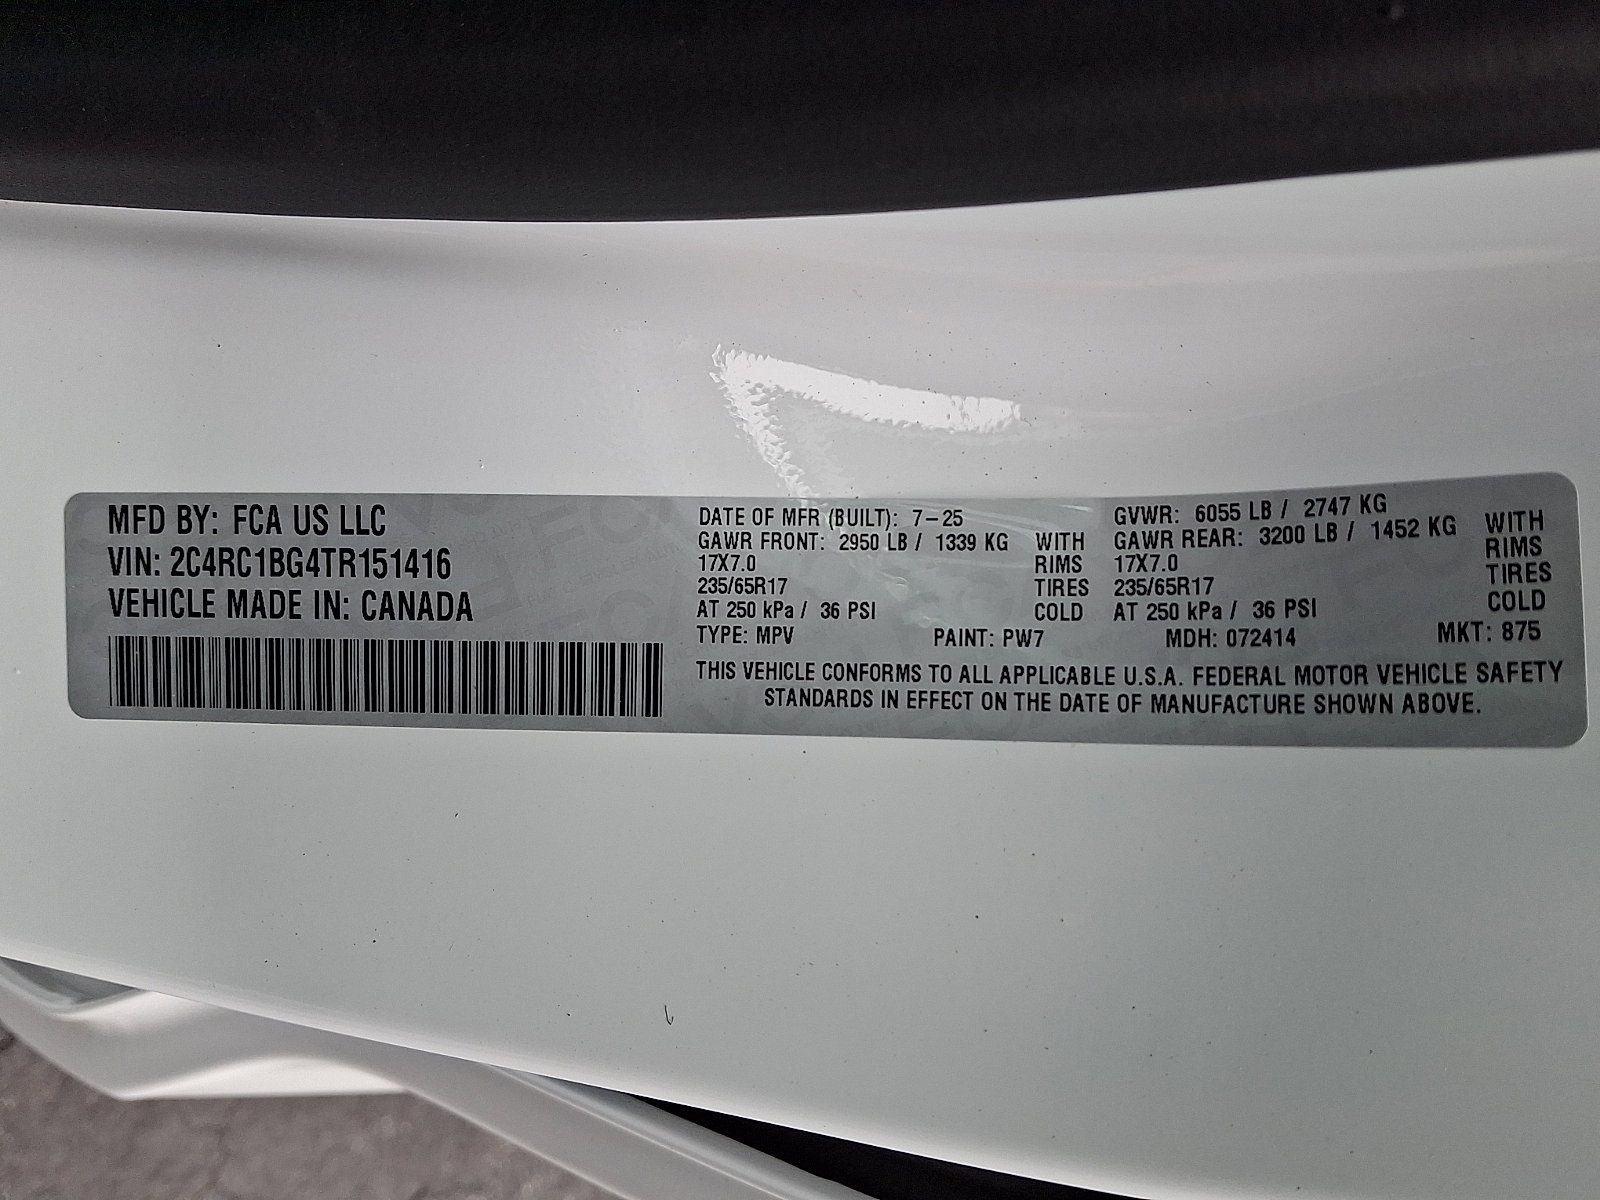 MFD BY: FCA US LLC
VIN: 2C4RC1BG4TR151416
VEHICLE MADE IN: CANADA
DATE OF MFR (BUILT): 7-25
GAWR FRONT: 2950 LB / 1339 KG WITH
17X7.0 RIMS
235/65R17 TIRES
AT 250 kPa / 36 PSI COLD
GVWR: 6055 LB / 2747 KG
GAWR REAR: 3200 LB / 1452 KG WITH
17X7.0 RIMS
235/65R17 TIRES
AT 250 kPa / 36 PSI COLD
TYPE: MPV PAINT: PW7 MDH: 072414 MKT: 875
THIS VEHICLE CONFORMS TO ALL APPLICABLE U.S.A. FEDERAL MOTOR VEHICLE SAFETY
STANDARDS IN EFFECT ON THE DATE OF MANUFACTURE SHOWN ABOVE.